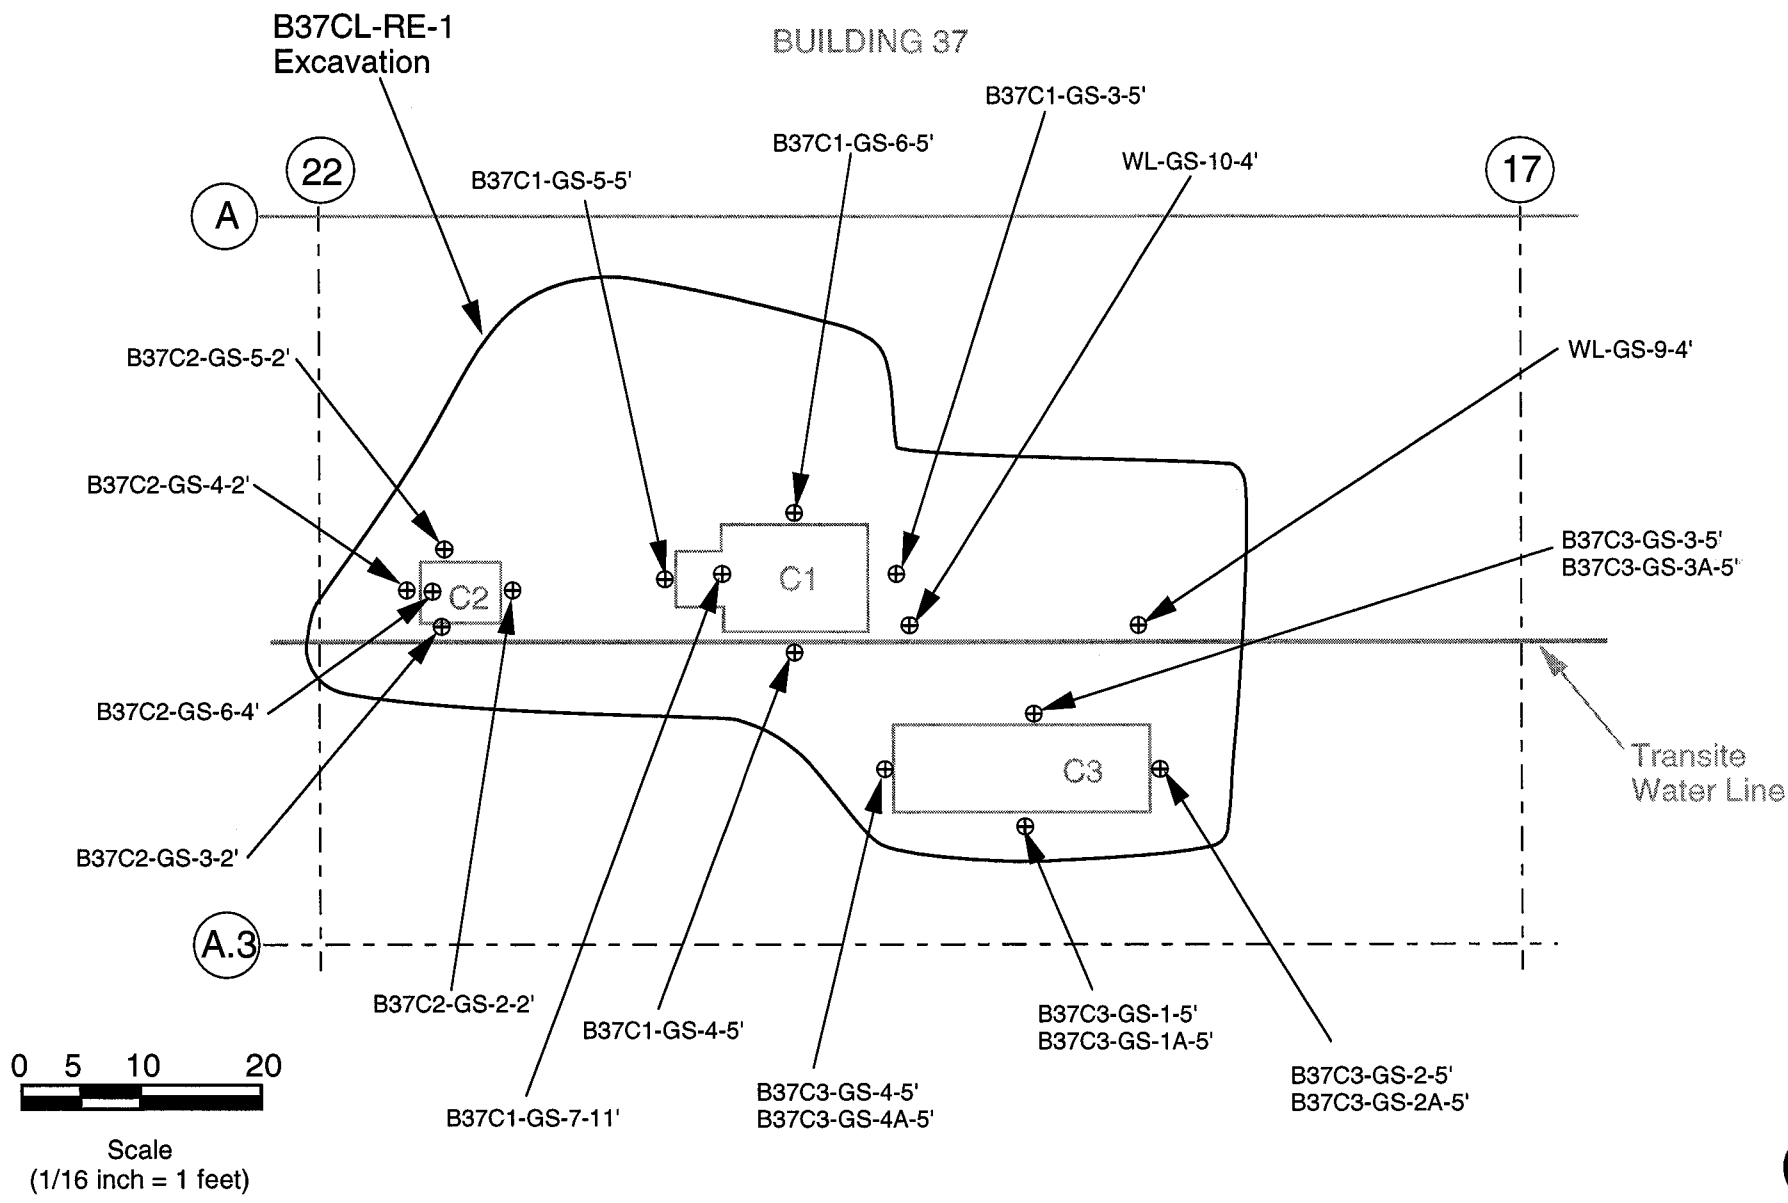 B37CL-RE-1
Excavation
BUILDING 37
B37C1-GS-3-5'
B37C1-GS-6-5'
WL-GS-10-4'
22
17
B37C1-GS-5-5'
A
B37C2-GS-5-2'
WL-GS-9-4'
B37C2-GS-4-2'
B37C3-GS-3-5'
B37C3-GS-3A-5'
C1
C2
B37C2-GS-6-4'
Transite
Water Line
C3
B37C2-GS-3-2'
A.3
B37C2-GS-2-2'
B37C1-GS-4-5'
B37C3-GS-1-5'
B37C3-GS-1A-5'
0 5 10 20
B37C3-GS-2-5'
B37C3-GS-2A-5'
B37C3-GS-4-5'
B37C3-GS-4A-5'
B37C1-GS-7-11'
Scale
(1/16 inch = 1 feet)